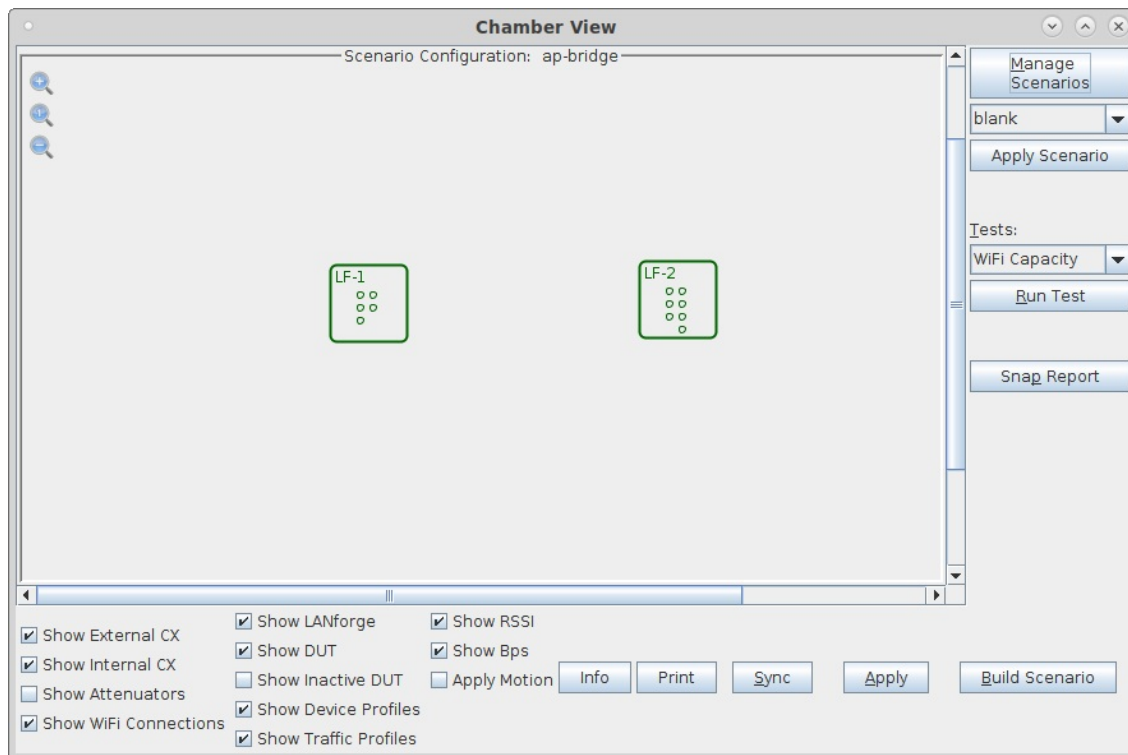 Chamber View
Scenario Configuration: ap-bridge
Manage
Scenarios
blank
Apply Scenario
Tests:
WiFi Capacity
Run Test
Snap Report
LF-1
LF-2
Show External CX
Show Internal CX
Show Attenuators
Show WiFi Connections
Show LANforge
Show DUT
Show Inactive DUT
Show Device Profiles
Show Traffic Profiles
Show RSSI
Show Bps
Apply Motion
Info
Print
Sync
Apply
Build Scenario